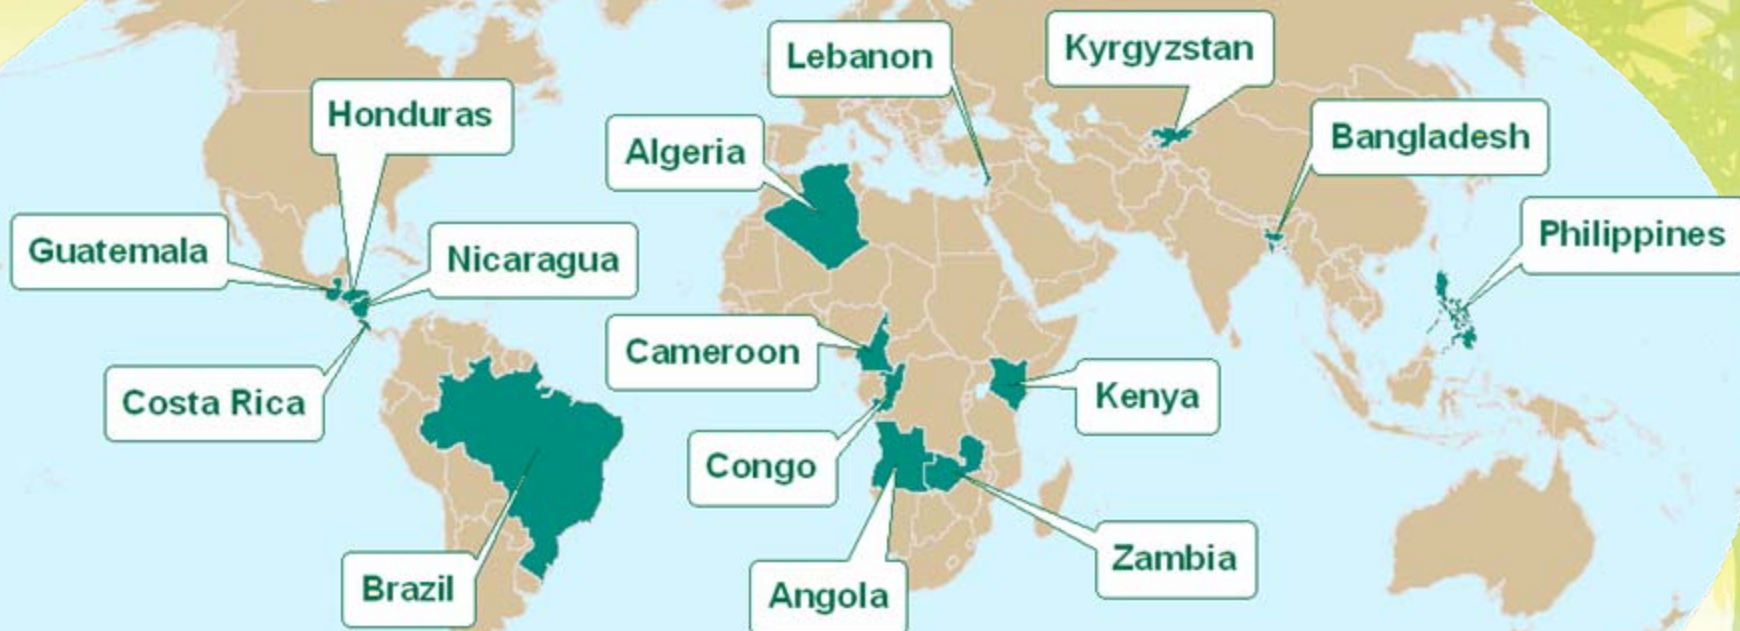 Lebanon
Kyrgyzstan
Honduras
Bangladesh
Algeria
Philippines
Guatemala
Nicaragua
Cameroon
Kenya
Costa Rica
Congo
Zambia
Brazil
Angola